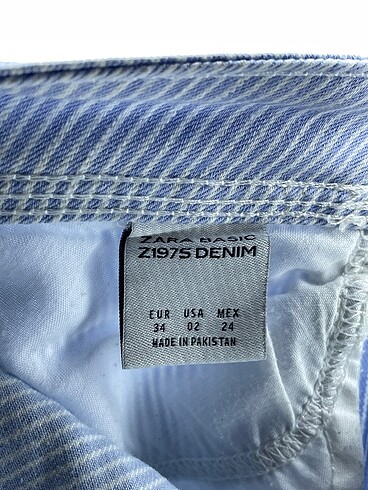 ZARA BASIC
Z1975 DENIM
EUR USA MEX
34 02 24
MADE IN PAKISTAN